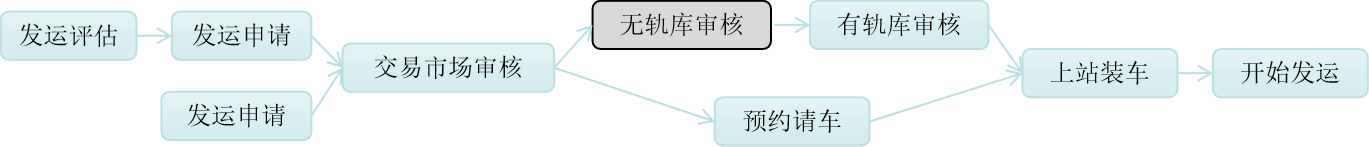 发运评估
发运申请
发运申请
交易市场审核
无轨库审核
有轨库审核
预约请车
上站装车
开始发运